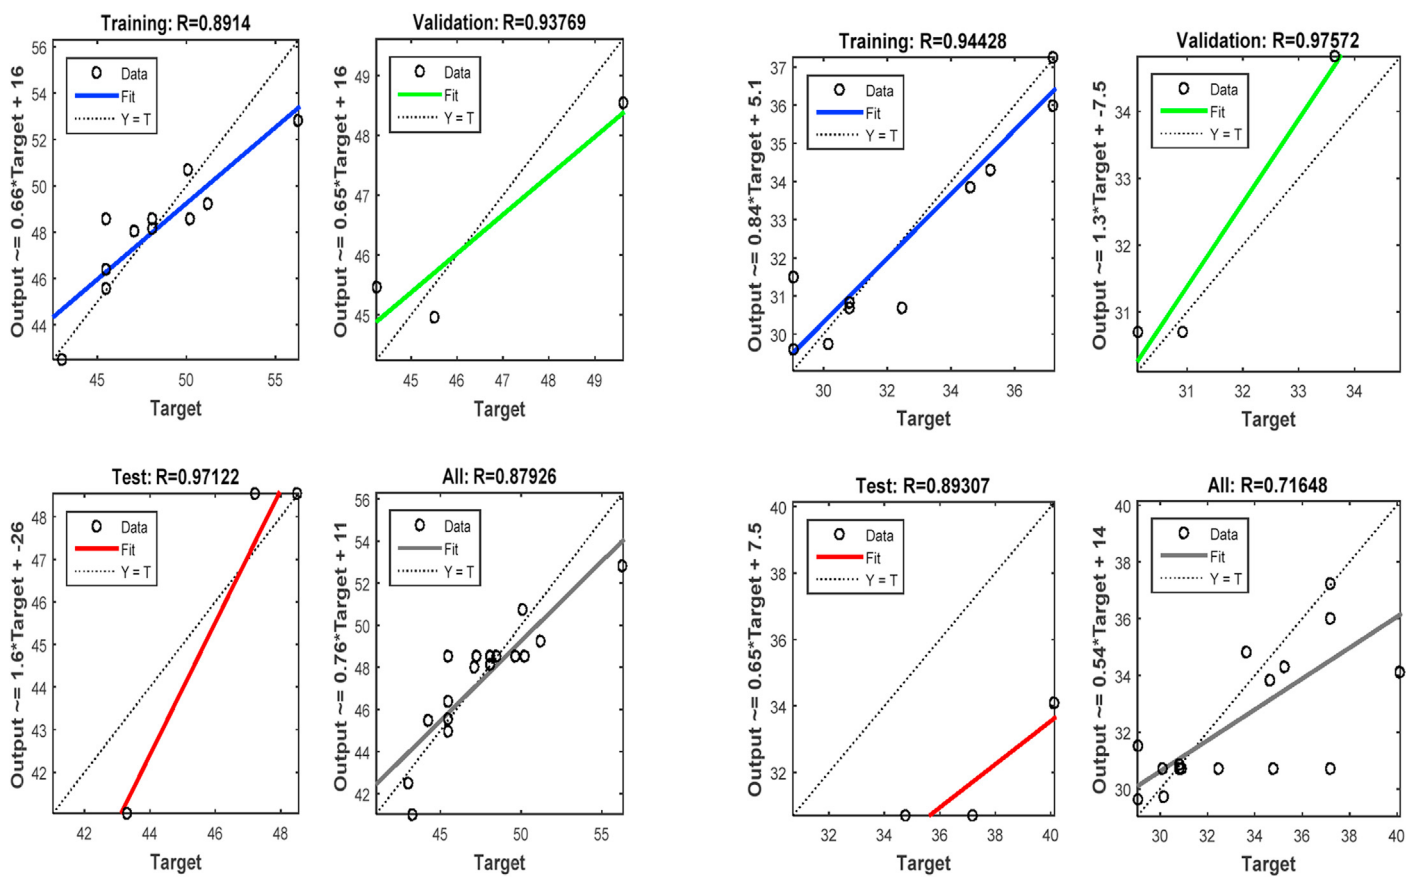 Training: R=0.8914
Output ~= 0.66*Target + 16
56
54
52
50
48
46
44
Data
Fit
Y = T
45
50
55
Target
Validation: R=0.93769
Output ~= 0.65*Target + 16
49
48
47
46
45
Data
Fit
Y = T
45
46
47
48
49
Target
Training: R=0.94428
Output ~= 0.84*Target + 5.1
37
36
35
34
33
32
31
30
Data
Fit
Y = T
30
32
34
36
Target
Validation: R=0.97572
Output ~= 1.3*Target + -7.5
34
33
32
31
Data
Fit
Y = T
31
32
33
34
Target
Test: R=0.97122
Output ~= 1.6*Target + -26
48
47
46
45
44
43
42
Data
Fit
Y = T
42
44
46
48
Target
All: R=0.87926
Output ~= 0.76*Target + 11
56
54
52
50
48
46
44
42
Data
Fit
Y = T
45
50
55
Target
Test: R=0.89307
Output ~= 0.65*Target + 7.5
40
38
36
34
32
Data
Fit
Y = T
32
34
36
38
40
Target
All: R=0.71648
Output ~= 0.54*Target + 14
40
38
36
34
32
30
Data
Fit
Y = T
30
32
34
36
38
40
Target